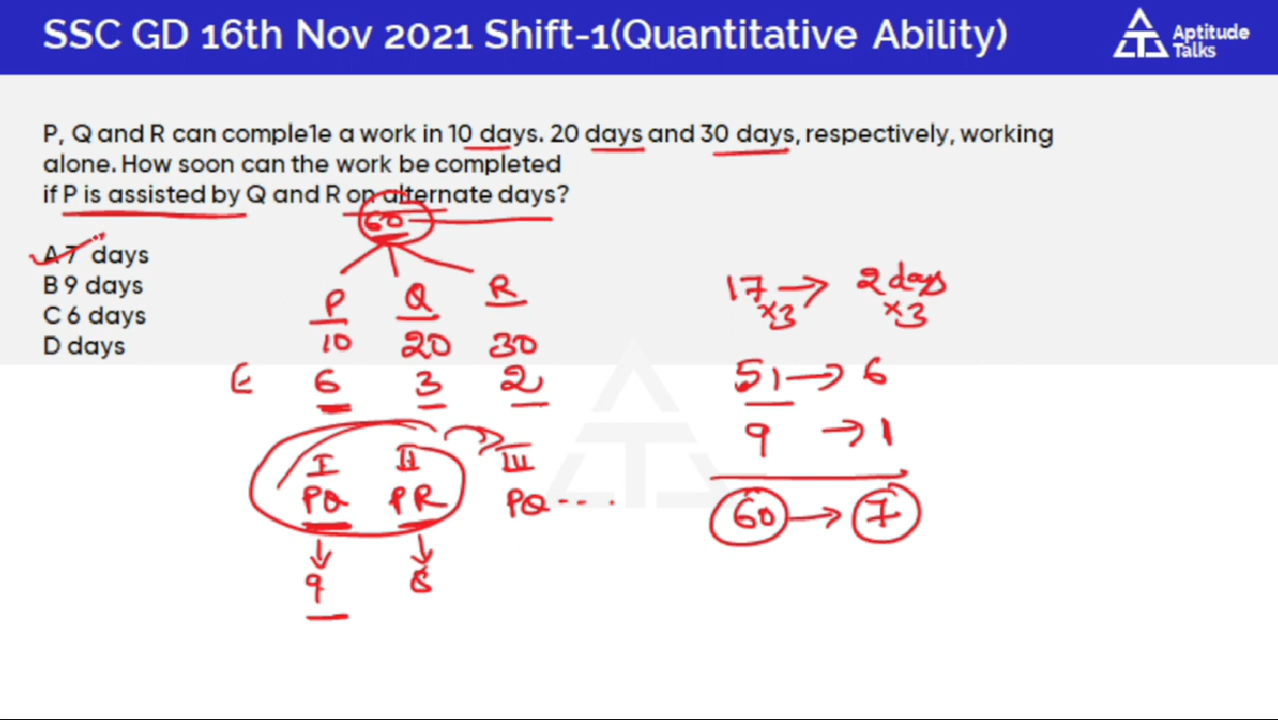 SSC GD 16th Nov 2021 Shift-1(Quantitative Ability)
Aptitude
Talks
P, Q and R can comple1e a work in 10 days. 20 days and 30 days, respectively, working
alone. How soon can the work be completed
if P is assisted by Q and R on alternate days?
60
A 7 days
B 9 days
C 6 days
D days
P Q R
10 20 30
E 6 3 2
I II III
PQ PR PQ ----
9 8
17 → 2 days
×3 ×3
51 → 6
9 → 1
60 → 7